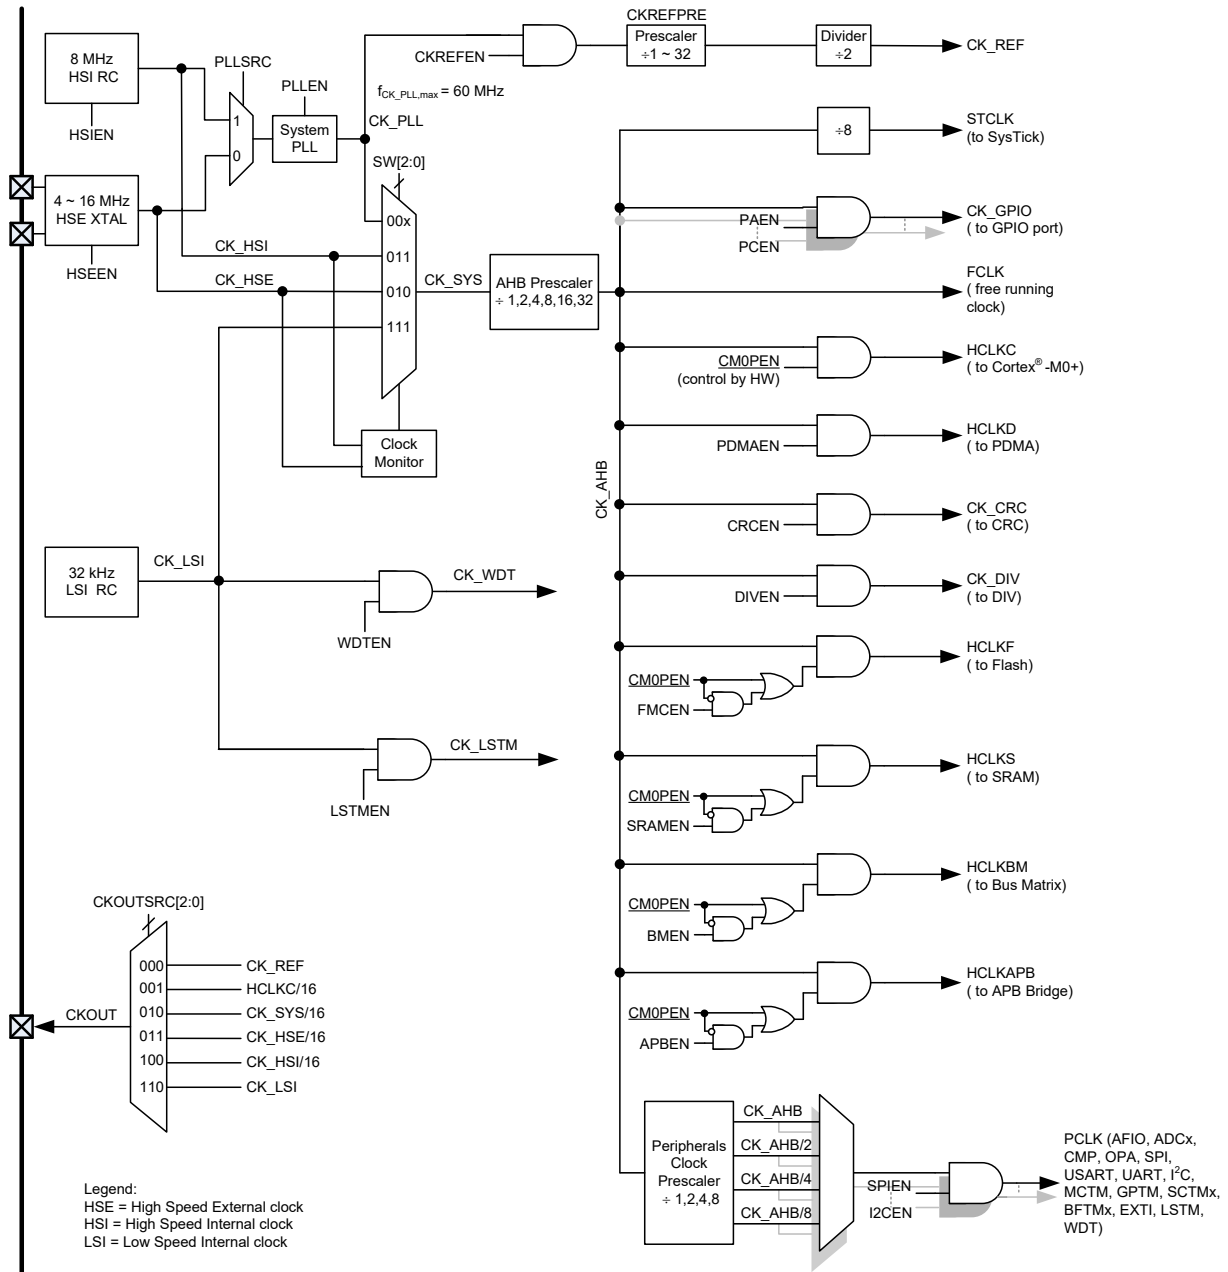 CKREFPRE
Prescaler
÷1 ~ 32
Divider
÷2
CK_REF
CKREFEN
8 MHz
HSI RC
HSIEN
PLLSRC
1
0
PLLEN
System
PLL
fCK_PLL,max = 60 MHz
CK_PLL
SW[2:0]
4 ~ 16 MHz
HSE XTAL
HSEEN
00x
011
010
111
CK_HSI
CK_HSE
CK_SYS
AHB Prescaler
÷ 1,2,4,8,16,32
Clock
Monitor
÷8
STCLK
(to SysTick)
PAEN
PCEN
CK_GPIO
( to GPIO port)
FCLK
( free running
clock)
CM0PEN
(control by HW)
HCLKC
( to Cortex® -M0+)
PDMAEN
HCLKD
( to PDMA)
CK_AHB
CRCEN
CK_CRC
( to CRC)
32 kHz
LSI RC
CK_LSI
CK_WDT
WDTEN
CK_LSTM
LSTMEN
DIVEN
CK_DIV
( to DIV)
CM0PEN
FMCEN
HCLKF
( to Flash)
CM0PEN
SRAMEN
HCLKS
( to SRAM)
CM0PEN
BMEN
HCLKBM
( to Bus Matrix)
CM0PEN
APBEN
HCLKAPB
( to APB Bridge)
CKOUTSRC[2:0]
000 CK_REF
001 HCLKC/16
010 CK_SYS/16
011 CK_HSE/16
100 CK_HSI/16
110 CK_LSI
CKOUT
Peripherals
Clock
Prescaler
÷ 1,2,4,8
CK_AHB
CK_AHB/2
CK_AHB/4
CK_AHB/8
SPIEN
I2CEN
PCLK (AFIO, ADCx,
CMP, OPA, SPI,
USART, UART, I²C,
MCTM, GPTM, SCTMx,
BFTMx, EXTI, LSTM,
WDT)
Legend:
HSE = High Speed External clock
HSI = High Speed Internal clock
LSI = Low Speed Internal clock